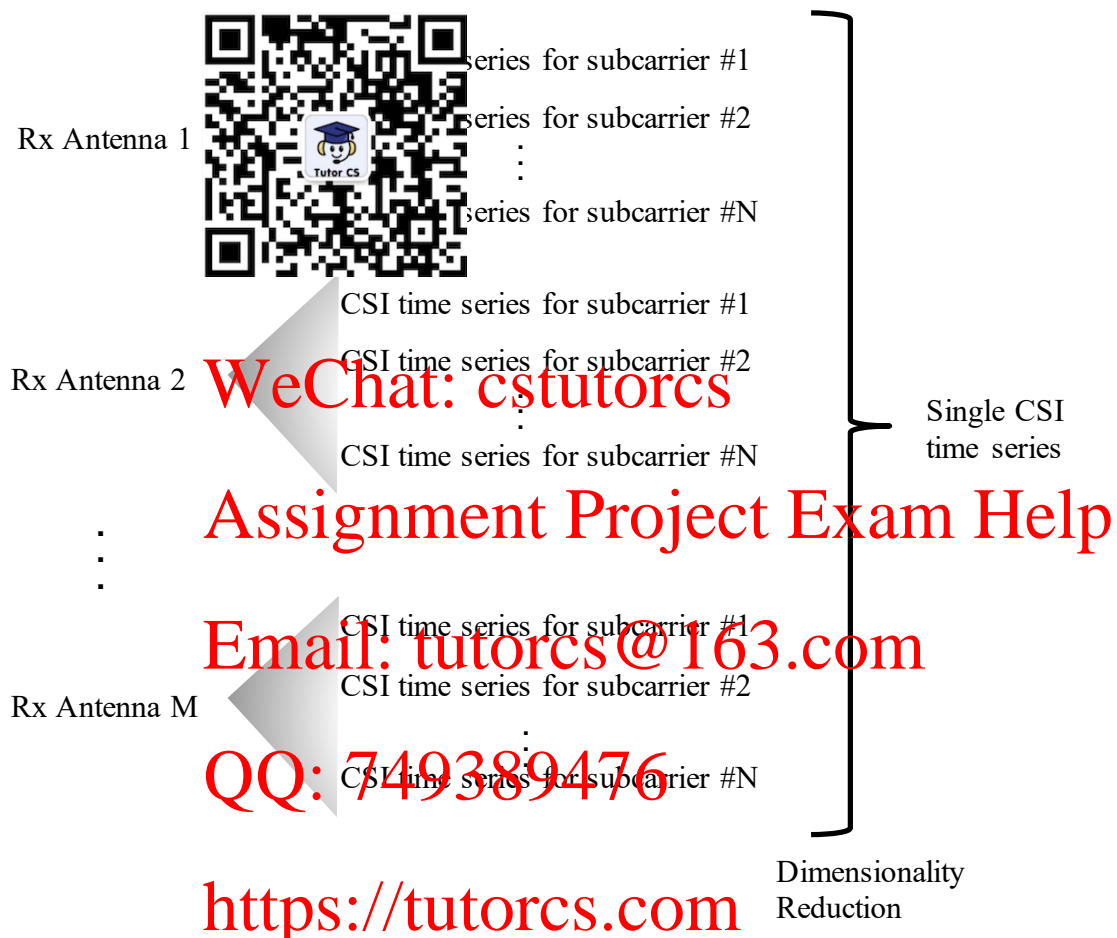 series for subcarrier #1
series for subcarrier #2
Rx Antenna 1
Tutor CS
series for subcarrier #N
CSI time series for subcarrier #1
CSI time series for subcarrier #2
Rx Antenna 2
WeChat: cstutorcs
CSI time series for subcarrier #N
Single CSI
time series
Assignment Project Exam Help
CSI time series for subcarrier #1
Email: tutorcs@163.com
CSI time series for subcarrier #2
Rx Antenna M
QQ: 749389476
CSI time series for subcarrier #N
Dimensionality
Reduction
https://tutorcs.com